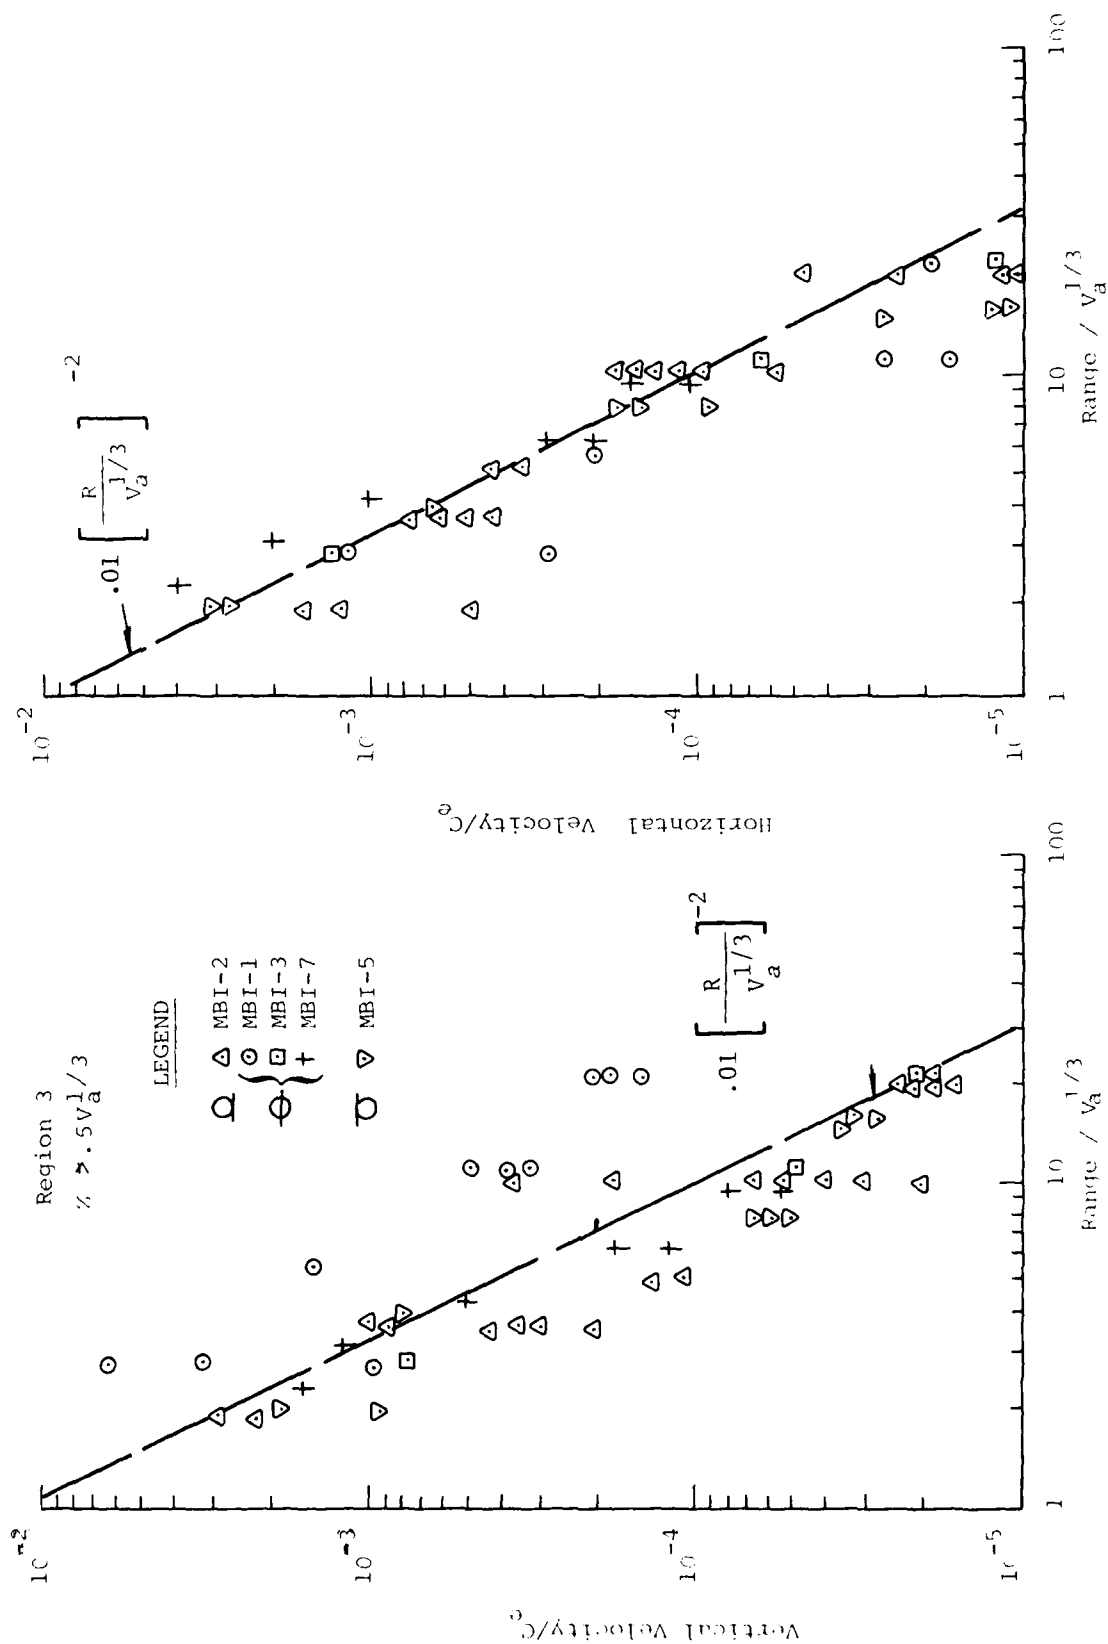 Region 3
Z > .5V_a^1/3
LEGEND
MBI-2
MBI-1
MBI-3
MBI-7
MBI-5
.01 [R / V_a^1/3]^-2
10^-2
10^-3
10^-4
10^-5
Vertical Velocity/C_e
1
10
100
Range / V_a^1/3
.01 [R / V_a^1/3]^-2
10^-2
10^-3
10^-4
10^-5
Horizontal Velocity/C_e
1
10
100
Range / V_a^1/3